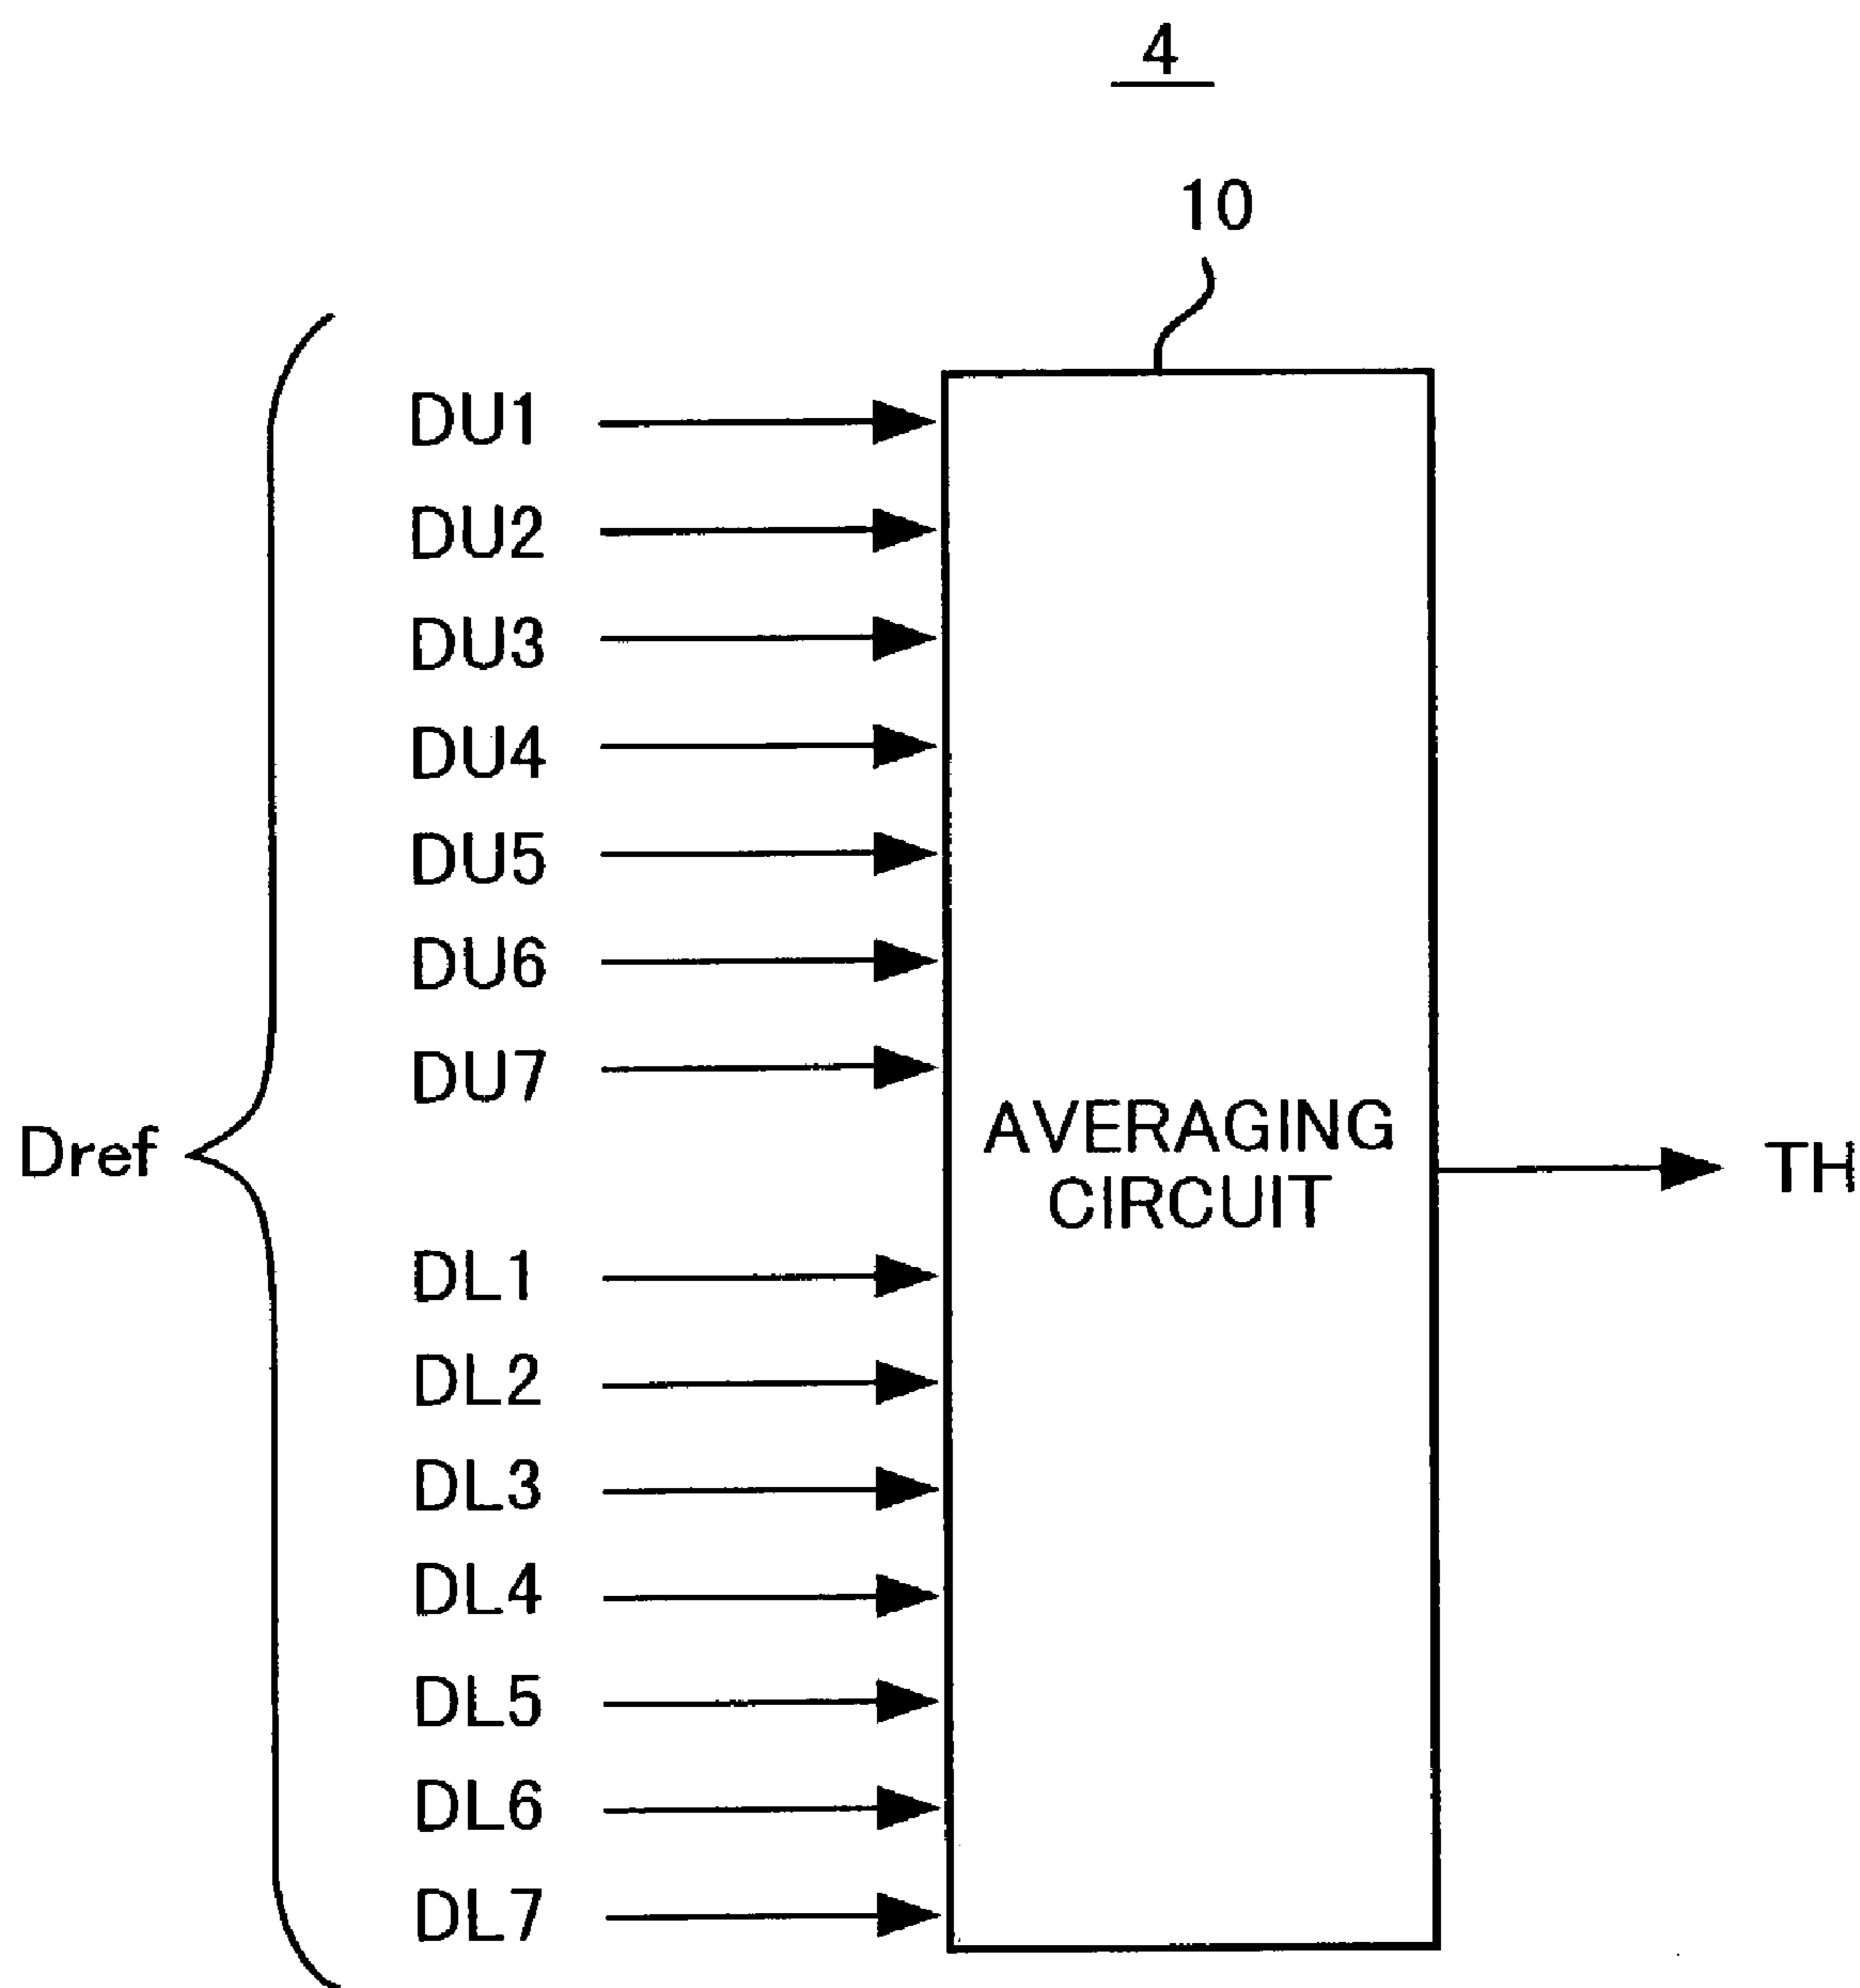 4
10
DU1
DU2
DU3
DU4
DU5
DU6
DU7
Dref
AVERAGING
CIRCUIT
TH
DL1
DL2
DL3
DL4
DL5
DL6
DL7